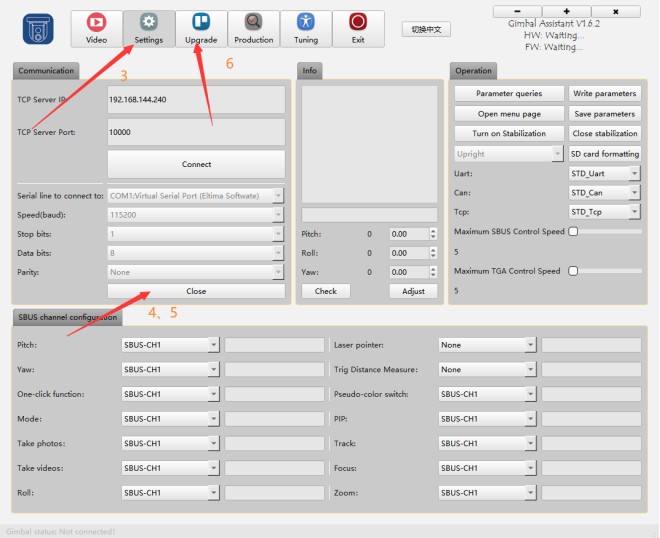 Video
Settings
Upgrade
Production
Tuning
Exit
切换中文
Gimbal Assistant V1.6.2
HW: Waiting...
FW: Waiting...
3
6
Communication
TCP Server IP:
192.168.144.240
TCP Server Port:
10000
Connect
Serial line to connect to:
COM1:Virtual Serial Port (Eltima Softwate)
Speed(baud):
115200
Stop bits:
1
Data bits:
8
Parity:
None
Close
4、5
Info
Pitch:
0
0.00
Roll:
0
0.00
Yaw:
0
0.00
Check
Adjust
Operation
Parameter queries
Write parameters
Open menu page
Save parameters
Turn on Stabilization
Close stabilization
Upright
SD card formatting
Uart:
STD_Uart
Can:
STD_Can
Tcp:
STD_Tcp
Maximum SBUS Control Speed
5
Maximum TGA Control Speed
5
SBUS channel configuration
Pitch:
SBUS-CH1
Laser pointer:
None
Yaw:
SBUS-CH1
Trig Distance Measure:
None
One-click function:
SBUS-CH1
Pseudo-color switch:
SBUS-CH1
Mode:
SBUS-CH1
PIP:
SBUS-CH1
Take photos:
SBUS-CH1
Track:
SBUS-CH1
Take videos:
SBUS-CH1
Focus:
SBUS-CH1
Roll:
SBUS-CH1
Zoom:
SBUS-CH1
Gimbal status: Not connected!